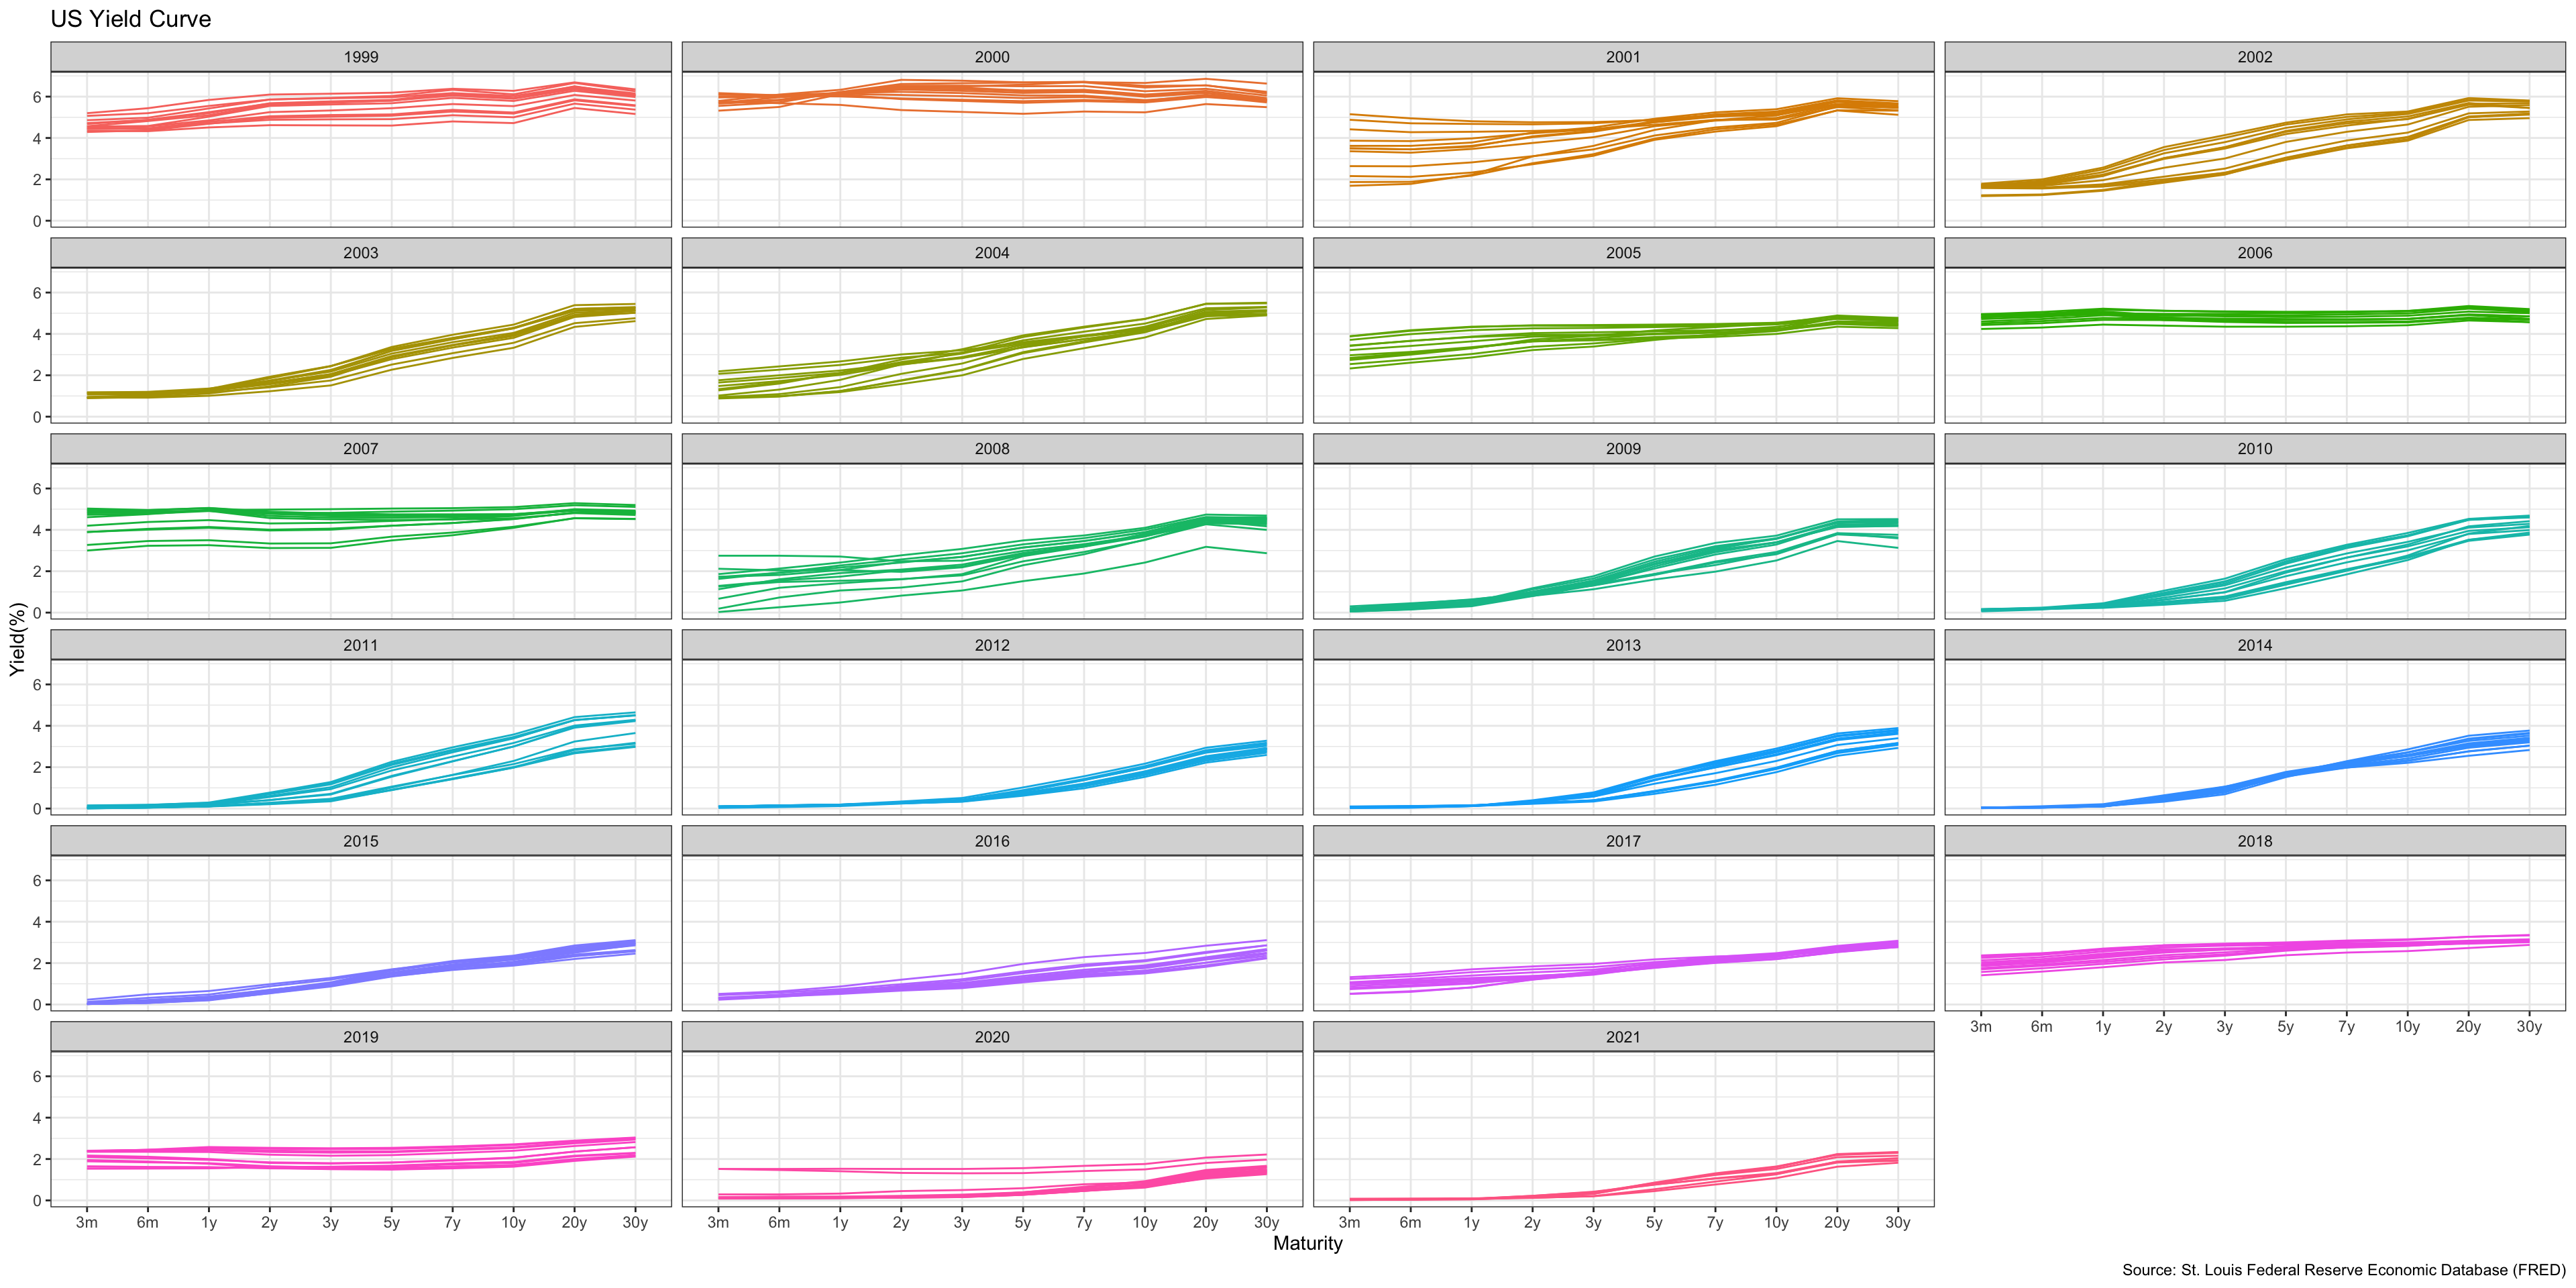 US Yield Curve
1999 2000 2001 2002
6
4
2
0
2003 2004 2005 2006
6
4
2
0
2007 2008 2009 2010
6
4
2
0
Yield(%)
2011 2012 2013 2014
6
4
2
0
2015 2016 2017 2018
6
4
2
0
3m 6m 1y 2y 3y 5y 7y 10y 20y 30y
2019 2020 2021
6
4
2
0
3m 6m 1y 2y 3y 5y 7y 10y 20y 30y 3m 6m 1y 2y 3y 5y 7y 10y 20y 30y 3m 6m 1y 2y 3y 5y 7y 10y 20y 30y
Maturity
Source: St. Louis Federal Reserve Economic Database (FRED)